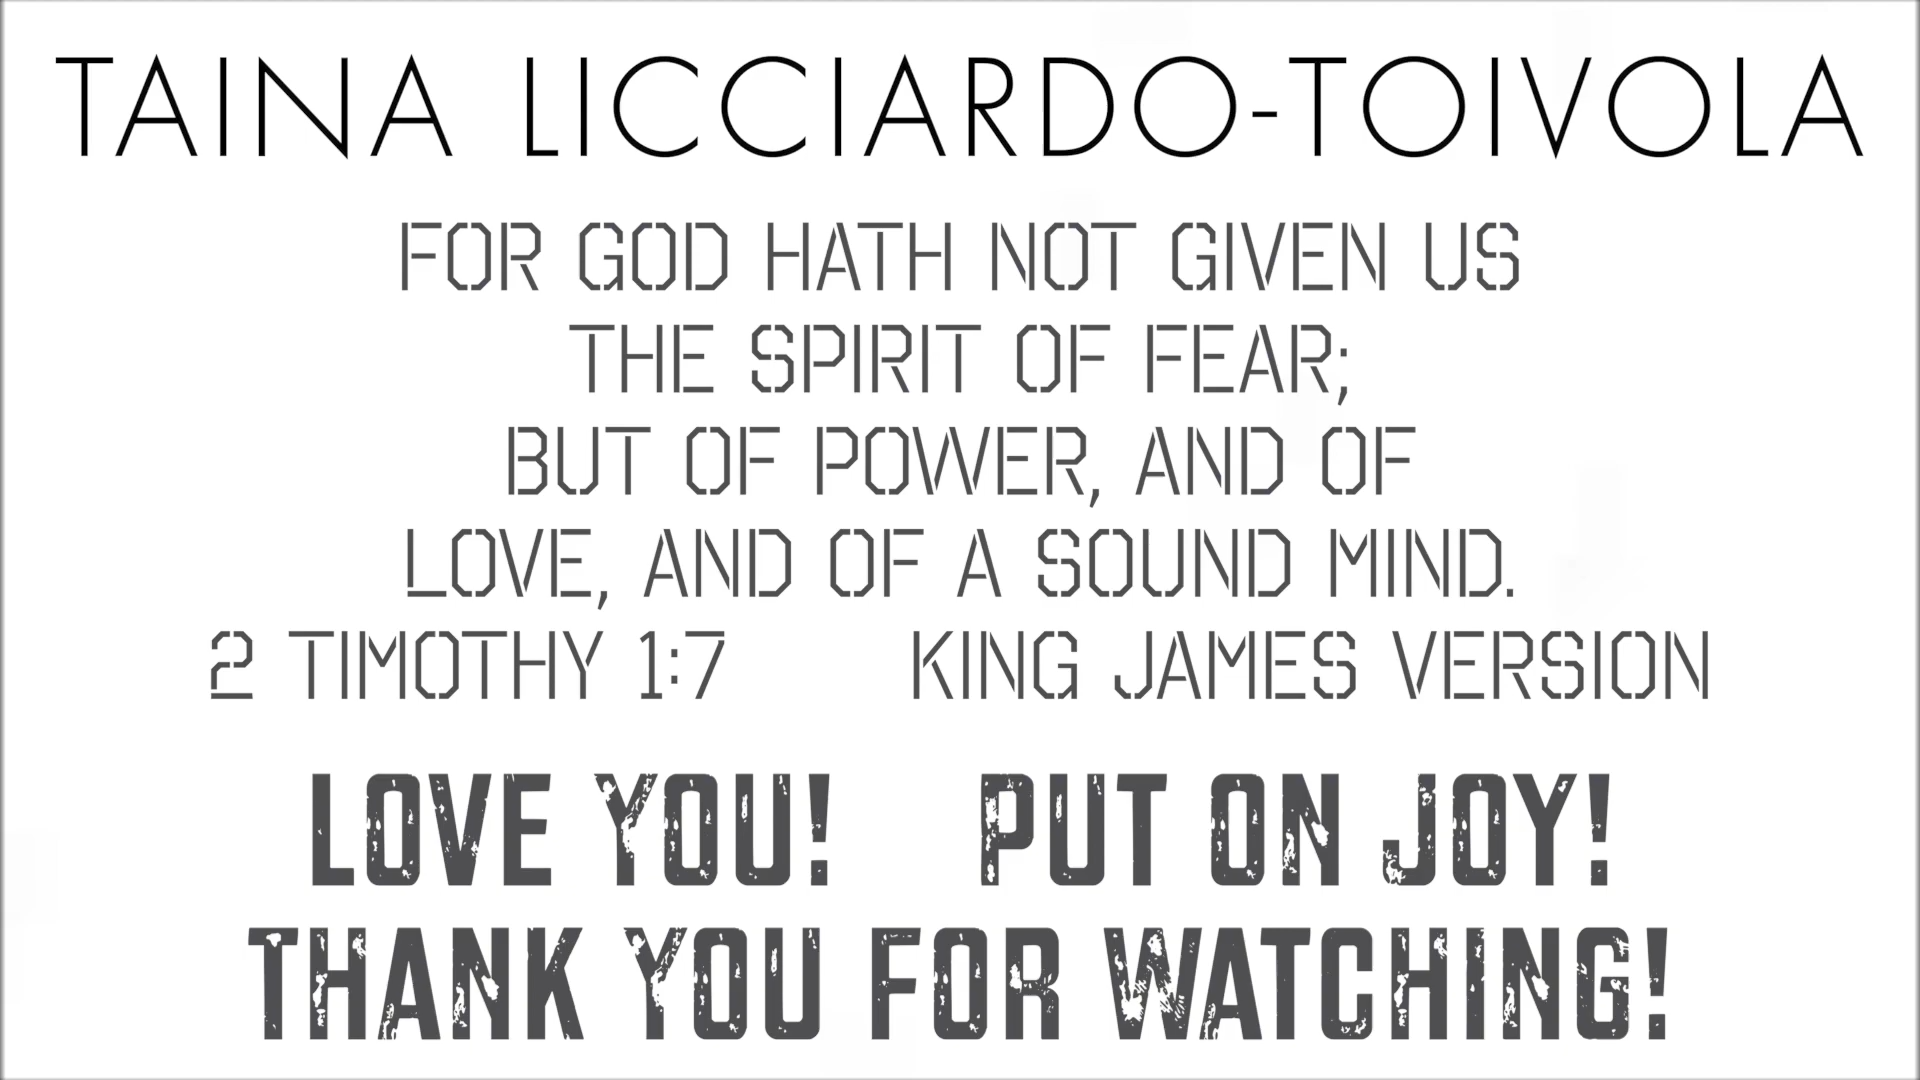 TAINA LICCIARDO-TOIVOLA
FOR GOD HATH NOT GIVEN US
THE SPIRIT OF FEAR;
BUT OF POWER, AND OF
LOVE, AND OF A SOUND MIND.
2 TIMOTHY 1:7 KING JAMES VERSION
LOVE YOU! PUT ON JOY!
THANK YOU FOR WATCHING!